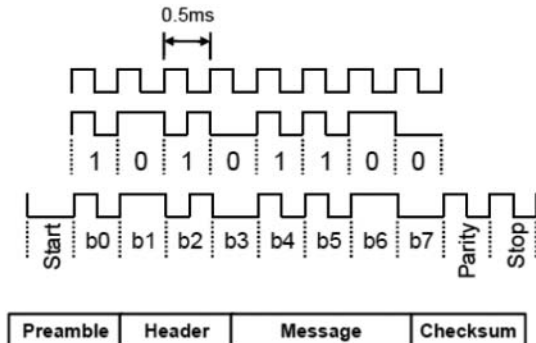 0.5ms
1 0 1 0 1 1 0 0
Start b0 b1 b2 b3 b4 b5 b6 b7 Parity Stop
Preamble Header Message Checksum